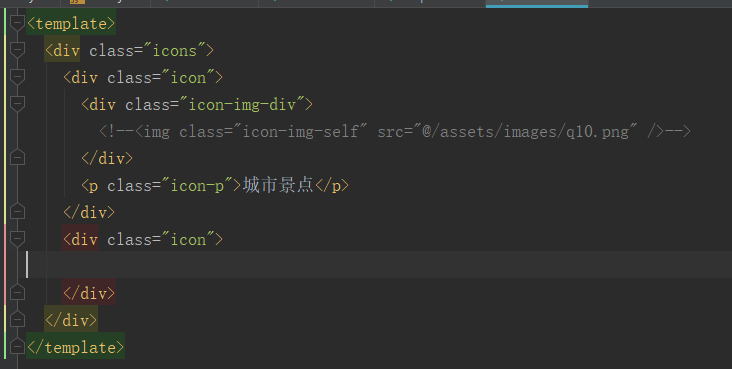 <template>
<div class="icons">
<div class="icon">
<div class="icon-img-div">
<!--<img class="icon-img-self" src="@/assets/images/q10.png" />-->
</div>
<p class="icon-p">城市景点</p>
</div>
<div class="icon">
</div>
</div>
</template>